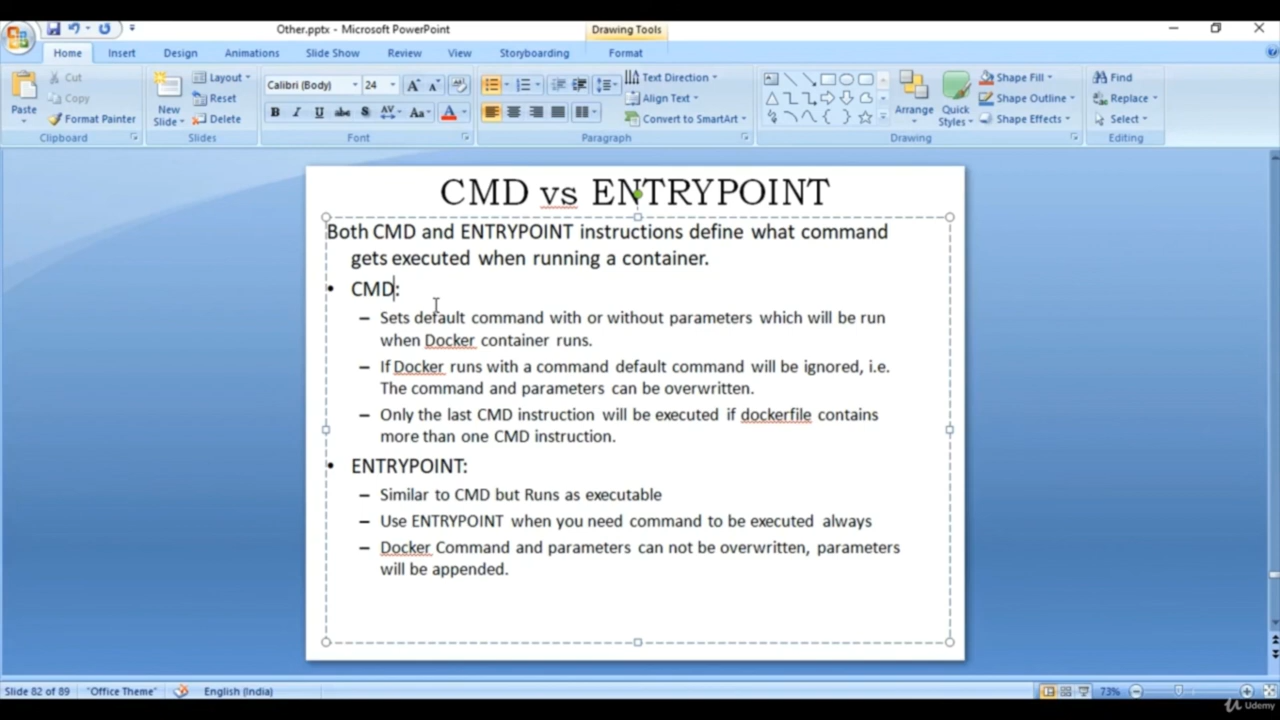 Other.pptx - Microsoft PowerPoint
Drawing Tools
Home Insert Design Animations Slide Show Review View Storyboarding Format
Paste
Cut
Copy
Format Painter
Clipboard
New Slide
Layout
Reset
Delete
Slides
Calibri (Body) 24
B I U abc S AV Aa A
Font
Text Direction
Align Text
Convert to SmartArt
Paragraph
Arrange
Quick Styles
Shape Fill
Shape Outline
Shape Effects
Drawing
Find
Replace
Select
Editing
CMD vs ENTRYPOINT
Both CMD and ENTRYPOINT instructions define what command
gets executed when running a container.
• CMD:
– Sets default command with or without parameters which will be run
when Docker container runs.
– If Docker runs with a command default command will be ignored, i.e.
The command and parameters can be overwritten.
– Only the last CMD instruction will be executed if dockerfile contains
more than one CMD instruction.
• ENTRYPOINT:
– Similar to CMD but Runs as executable
– Use ENTRYPOINT when you need command to be executed always
– Docker Command and parameters can not be overwritten, parameters
will be appended.
Slide 82 of 89 "Office Theme" English (India) 73%
Udemy